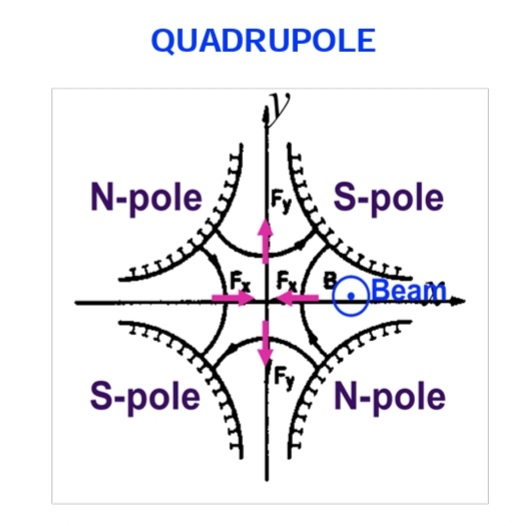 QUADRUPOLE
y
N-pole
S-pole
Fy
Fx
Fx
B
Beam
x
S-pole
N-pole
Fy